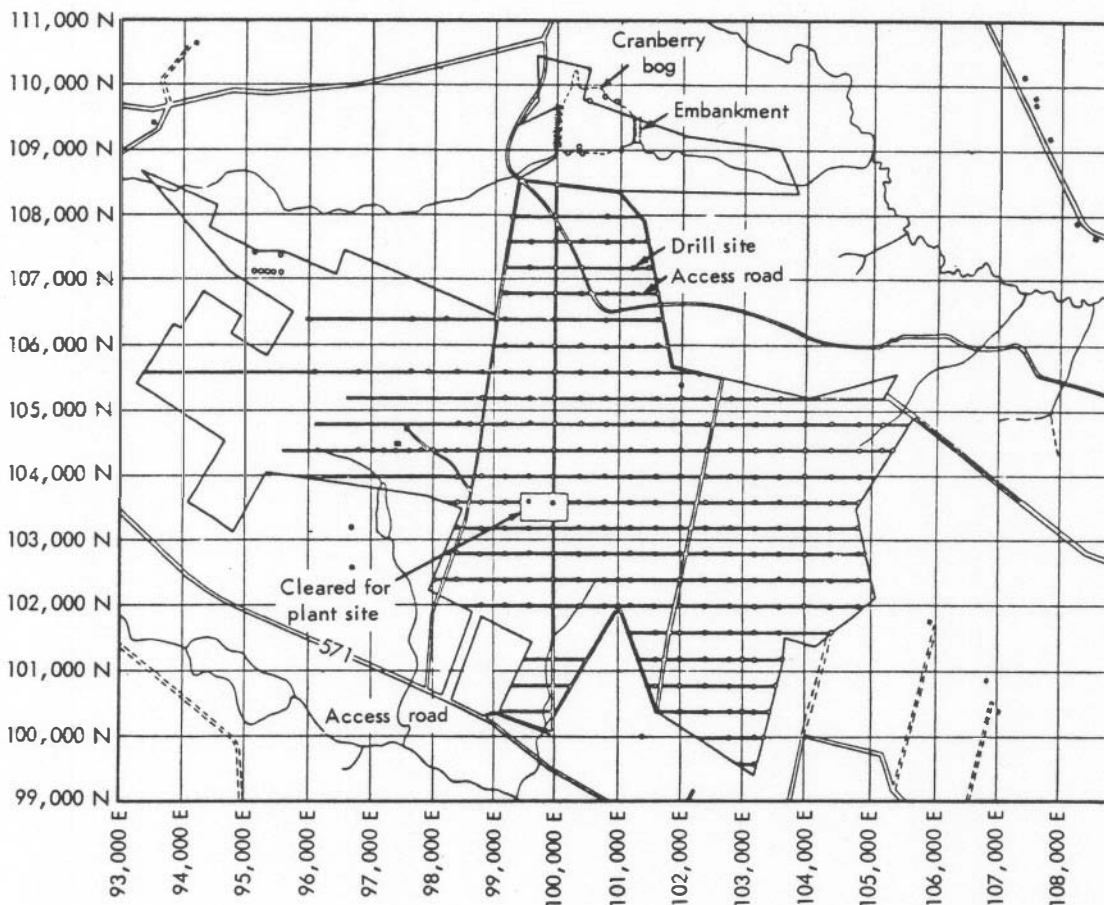 111,000 N
110,000 N
109,000 N
108,000 N
107,000 N
106,000 N
105,000 N
104,000 N
103,000 N
102,000 N
101,000 N
100,000 N
99,000 N
Cranberry
bog
Embankment
Drill site
Access road
Cleared for
plant site
571
Access road
93,000 E
94,000 E
95,000 E
96,000 E
97,000 E
98,000 E
99,000 E
100,000 E
101,000 E
102,000 E
103,000 E
104,000 E
105,000 E
106,000 E
107,000 E
108,000 E